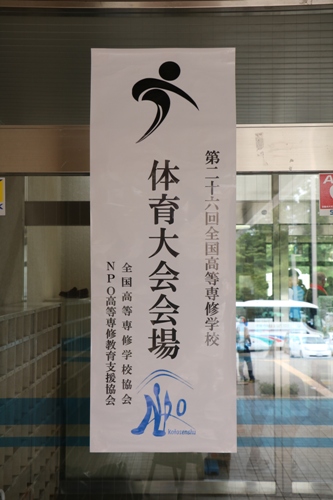 第二十六回全国高等専修学校
体育大会会場
全国高等専修学校協会
NPO高等専修教育支援協会
NPO